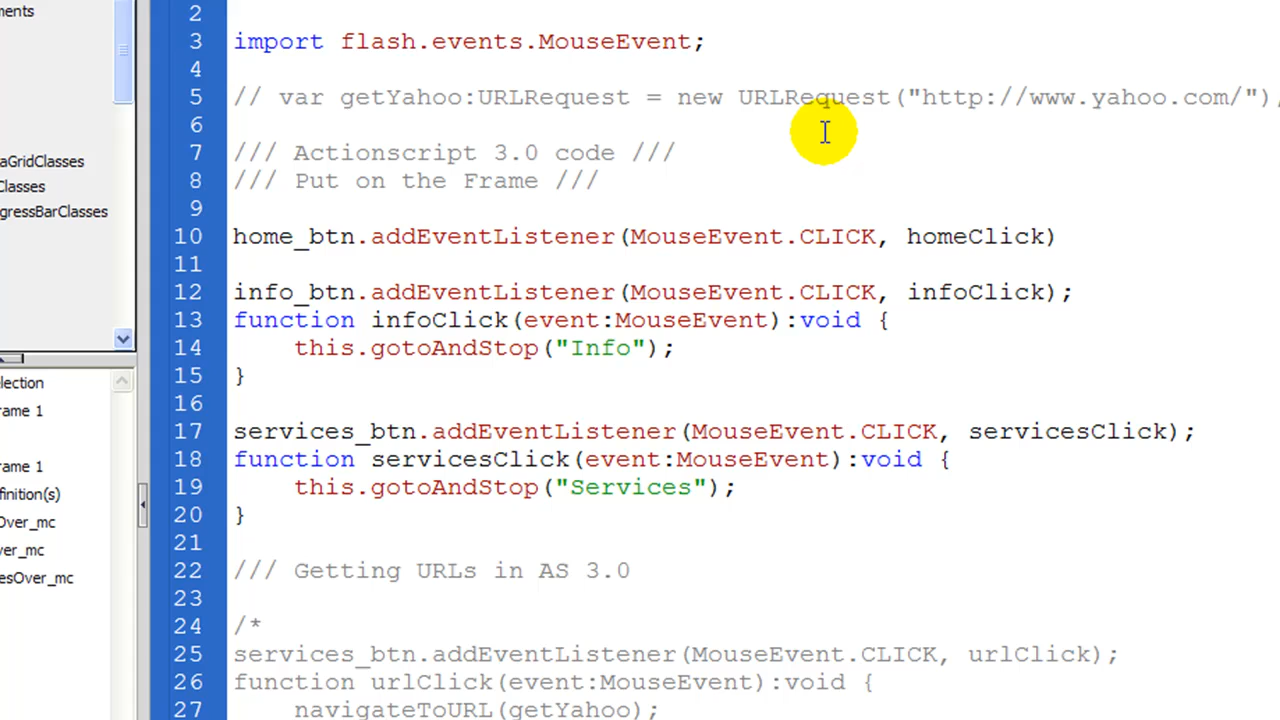 ments
aGridClasses
Classes
gressBarClasses
lection
rame 1
rame 1
finition(s)
Over_mc
ver_mc
esOver_mc
2
3 import flash.events.MouseEvent;
4
5 // var getYahoo:URLRequest = new URLRequest("http://www.yahoo.com/");
6
7 /// Actionscript 3.0 code ///
8 /// Put on the Frame ///
9
10 home_btn.addEventListener(MouseEvent.CLICK, homeClick)
11
12 info_btn.addEventListener(MouseEvent.CLICK, infoClick);
13 function infoClick(event:MouseEvent):void {
14 this.gotoAndStop("Info");
15 }
16
17 services_btn.addEventListener(MouseEvent.CLICK, servicesClick);
18 function servicesClick(event:MouseEvent):void {
19 this.gotoAndStop("Services");
20 }
21
22 /// Getting URLs in AS 3.0
23
24 /*
25 services_btn.addEventListener(MouseEvent.CLICK, urlClick);
26 function urlClick(event:MouseEvent):void {
27 navigateToURL(getYahoo);